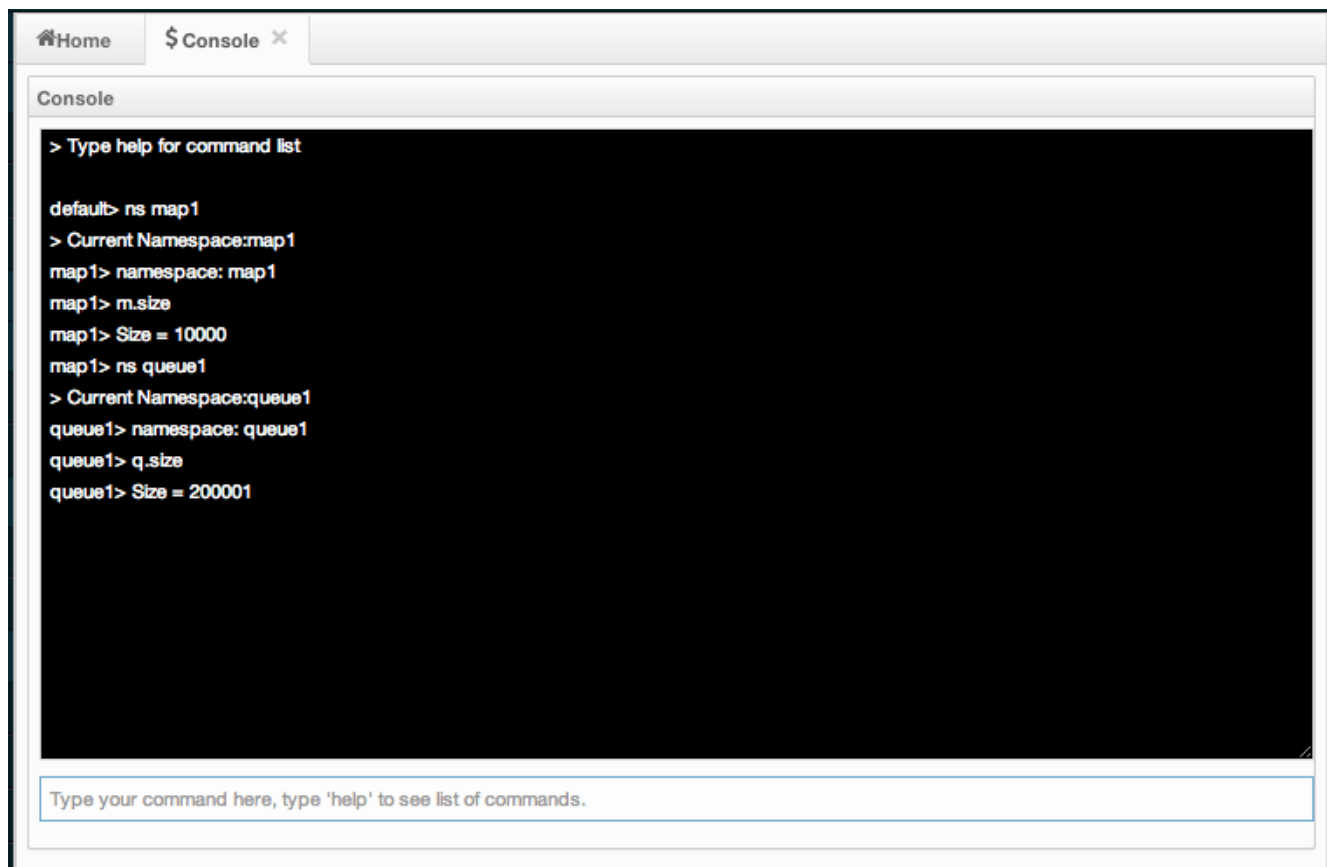 Home
$ Console ×
Console
> Type help for command list
default> ns map1
> Current Namespace:map1
map1> namespace: map1
map1> m.size
map1> Size = 10000
map1> ns queue1
> Current Namespace:queue1
queue1> namespace: queue1
queue1> q.size
queue1> Size = 200001
Type your command here, type 'help' to see list of commands.